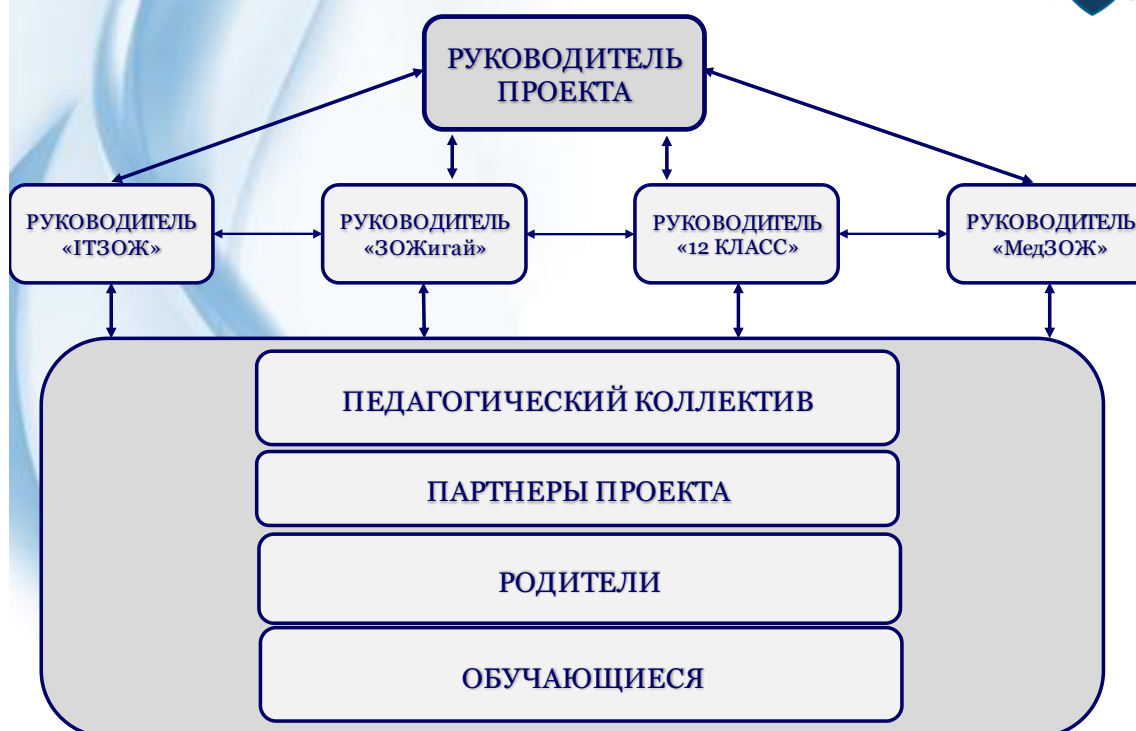 РУКОВОДИТЕЛЬ
ПРОЕКТА
РУКОВОДИТЕЛЬ
«ITЗОЖ»
РУКОВОДИТЕЛЬ
«ЗОЖигай»
РУКОВОДИТЕЛЬ
«12 КЛАСС»
РУКОВОДИТЕЛЬ
«МедЗОЖ»
ПЕДАГОГИЧЕСКИЙ КОЛЛЕКТИВ
ПАРТНЕРЫ ПРОЕКТА
РОДИТЕЛИ
ОБУЧАЮЩИЕСЯ